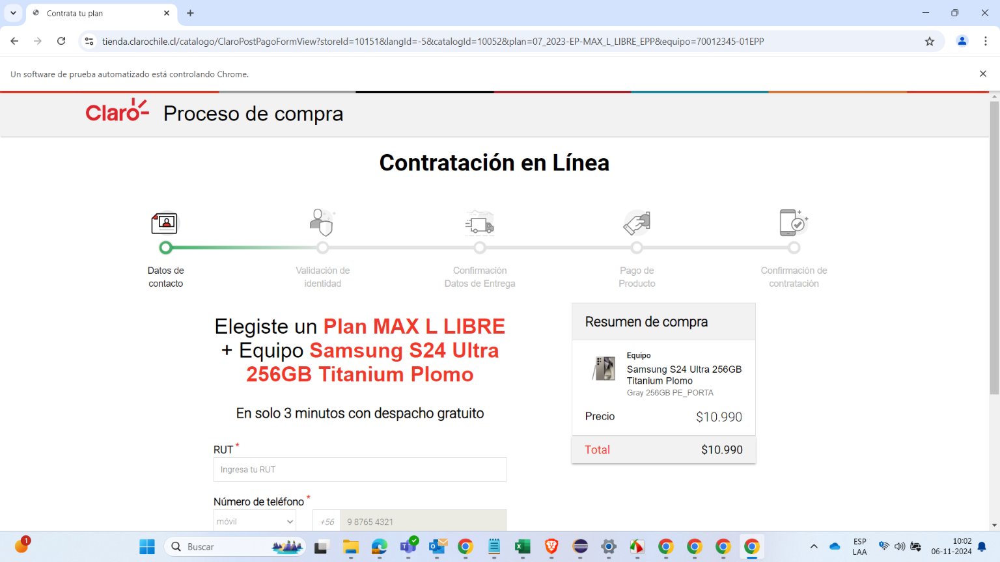 Contrata tu plan
tienda.clarochile.cl/catalogo/ClaroPostPagoFormView?storeId=10151&langId=-5&catalogId=10052&plan=07_2023-EP-MAX_L_LIBRE_EPP&equipo=70012345-01EPP
Un software de prueba automatizado está controlando Chrome.
Claro Proceso de compra
Contratación en Línea
Datos de
contacto
Validación de
identidad
Confirmación
Datos de Entrega
Pago de
Producto
Confirmación de
contratación
Elegiste un Plan MAX L LIBRE
+ Equipo Samsung S24 Ultra
256GB Titanium Plomo
En solo 3 minutos con despacho gratuito
RUT *
Ingresa tu RUT
Número de teléfono *
móvil +56 9 8765 4321
Resumen de compra
Equipo
Samsung S24 Ultra 256GB
Titanium Plomo
Gray 256GB PE_PORTA
Precio $10.990
Total $10.990
1
Buscar
ESP
LAA
10:02
06-11-2024